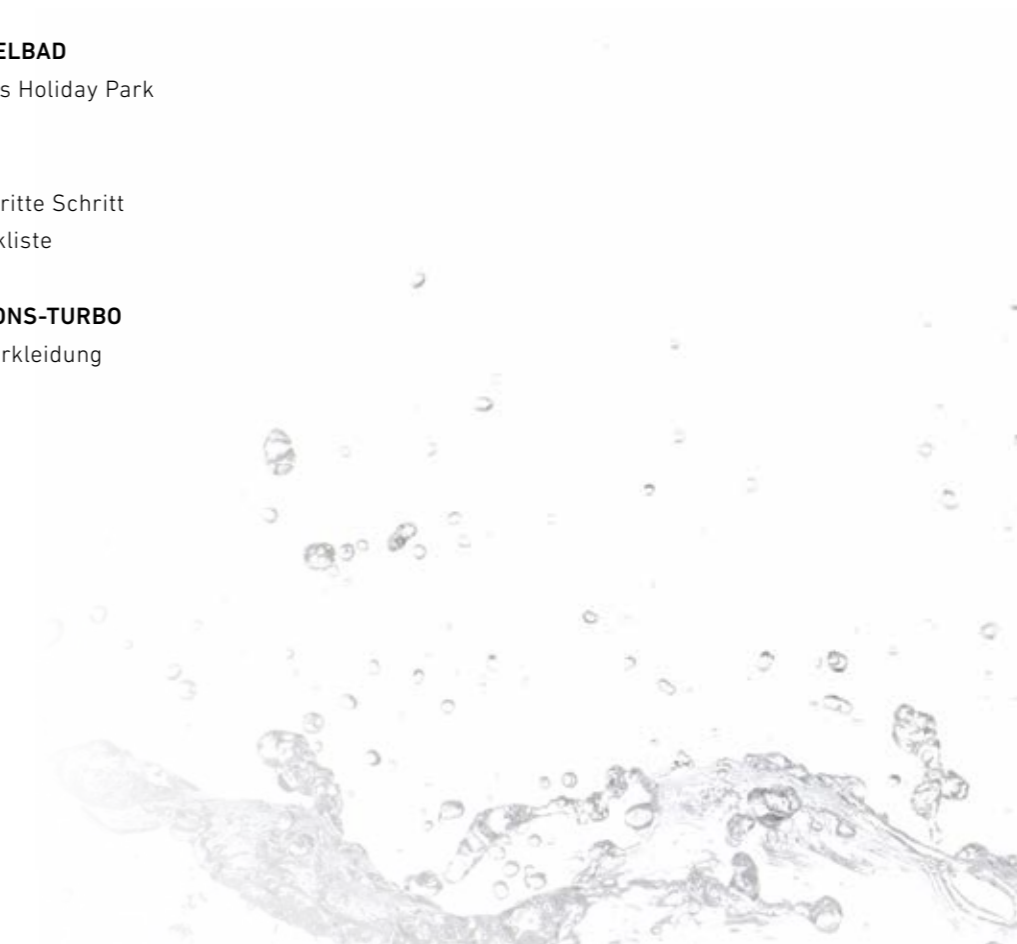 ELBAD
s Holiday Park
ritte Schritt
kliste
ONS-TURBO
rkleidung